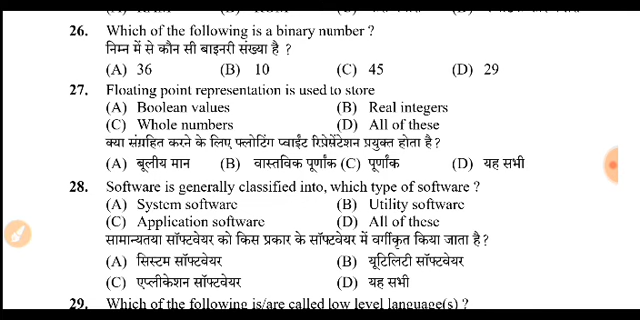 26. Which of the following is a binary number ?
निम्न में से कौन सी बाइनरी संख्या है ?
(A) 36 (B) 10 (C) 45 (D) 29
27. Floating point representation is used to store
(A) Boolean values (B) Real integers
(C) Whole numbers (D) All of these
क्या संग्रहित करने के लिए फ्लोटिंग प्वाईंट रिप्रेसेंटेशन प्रयुक्त होता है ?
(A) बूलीय मान (B) वास्तविक पूर्णांक (C) पूर्णांक (D) यह सभी
28. Software is generally classified into, which type of software ?
(A) System software (B) Utility software
(C) Application software (D) All of these
सामान्यतया सॉफ्टवेयर को किस प्रकार के सॉफ्टवेयर में वर्गीकृत किया जाता है ?
(A) सिस्टम सॉफ्टवेयर (B) यूटिलिटी सॉफ्टवेयर
(C) एप्लीकेशन सॉफ्टवेयर (D) यह सभी
29. Which of the following is/are called low level language(s) ?